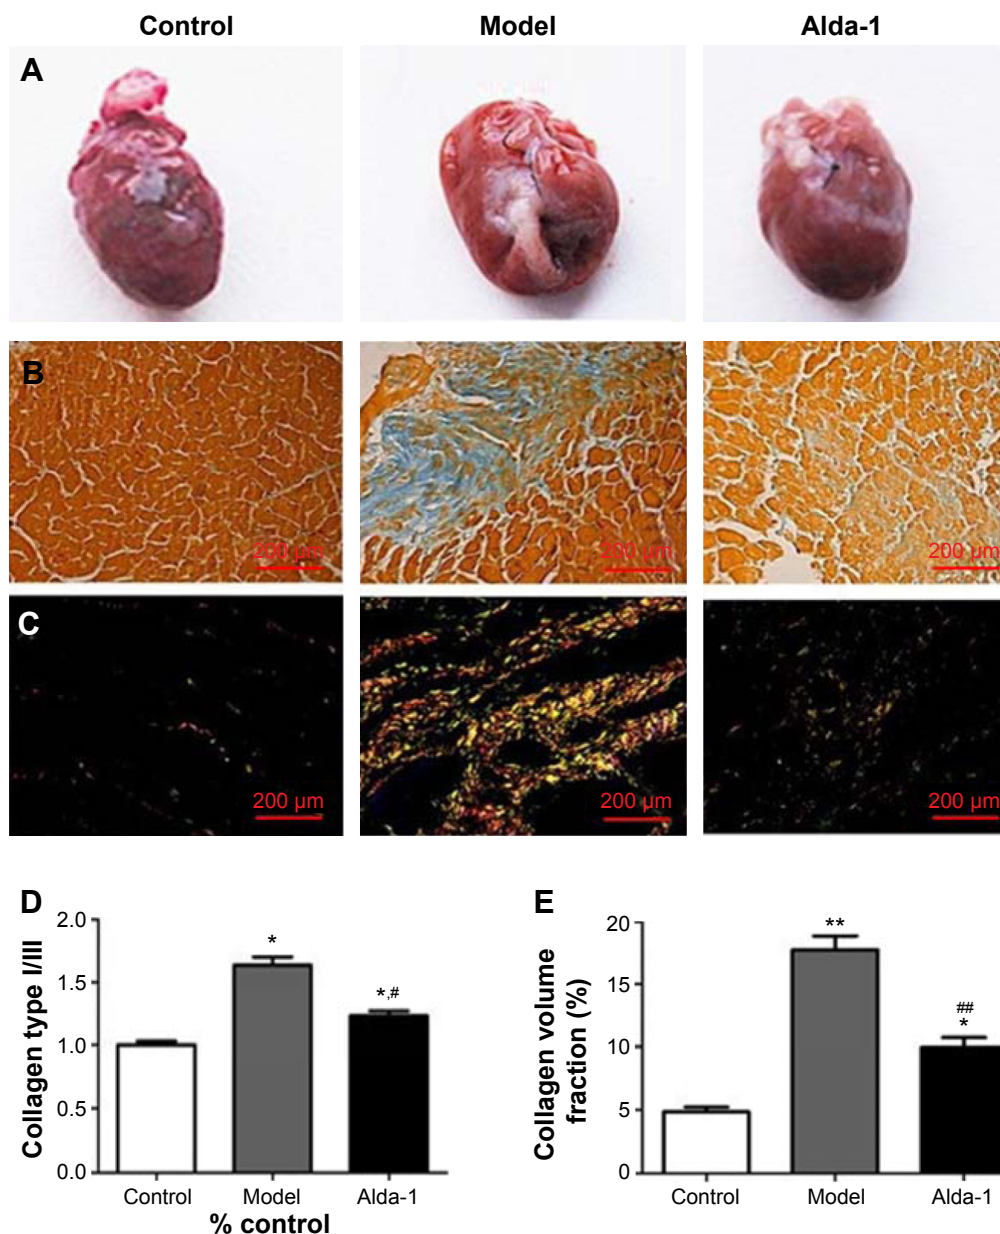 Control Model Alda-1
A
B
200 μm 200 μm 200 μm
C
200 μm 200 μm 200 μm
D
Collagen type I/III
2.0
1.5
1.0
0.5
0.0
*
*,#
Control Model Alda-1
% control
E
Collagen volume
fraction (%)
20
15
10
5
0
**
##
*
Control Model Alda-1